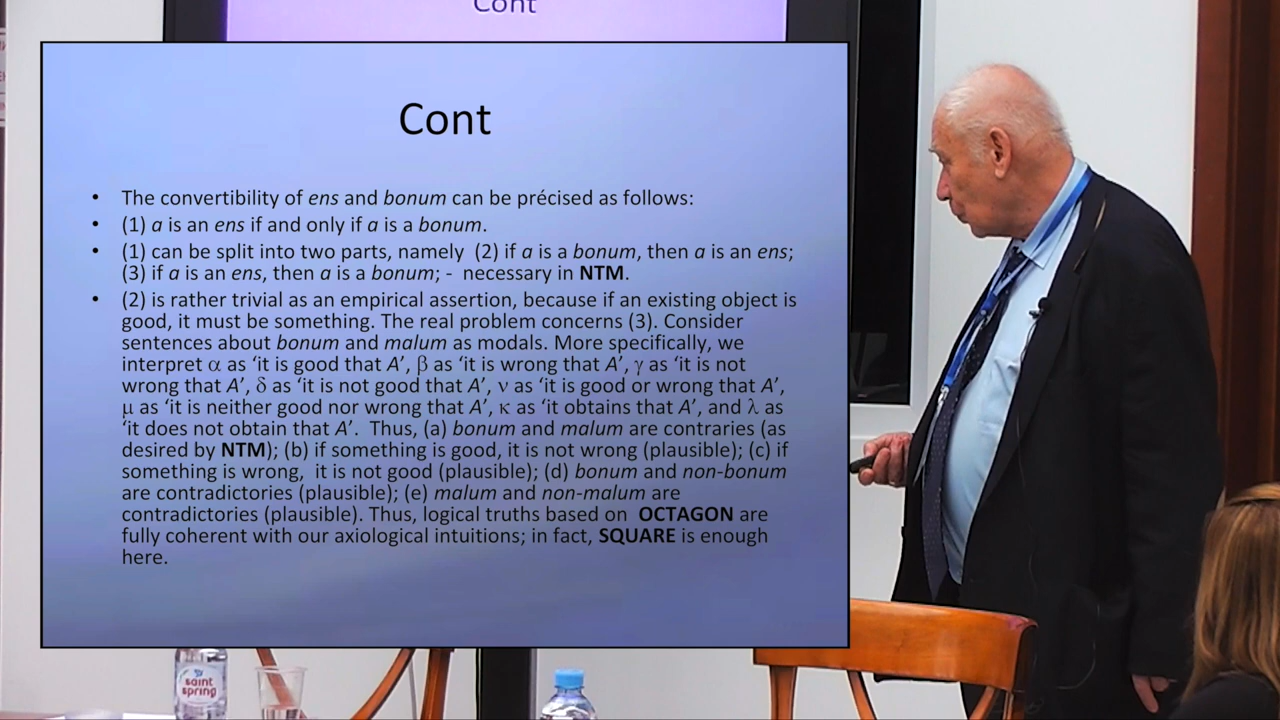 Cont
Cont
• The convertibility of ens and bonum can be précised as follows:
• (1) a is an ens if and only if a is a bonum.
• (1) can be split into two parts, namely (2) if a is a bonum, then a is an ens;
(3) if a is an ens, then a is a bonum; - necessary in NTM.
• (2) is rather trivial as an empirical assertion, because if an existing object is
good, it must be something. The real problem concerns (3). Consider
sentences about bonum and malum as modals. More specifically, we
interpret α as ‘it is good that A’, β as ‘it is wrong that A’, γ as ‘it is not
wrong that A’, δ as ‘it is not good that A’, ν as ‘it is good or wrong that A’,
μ as ‘it is neither good nor wrong that A’, κ as ‘it obtains that A’, and λ as
‘it does not obtain that A’. Thus, (a) bonum and malum are contraries (as
desired by NTM); (b) if something is good, it is not wrong (plausible); (c) if
something is wrong, it is not good (plausible); (d) bonum and non-bonum
are contradictories (plausible); (e) malum and non-malum are
contradictories (plausible). Thus, logical truths based on OCTAGON are
fully coherent with our axiological intuitions; in fact, SQUARE is enough
here.
saint
spring